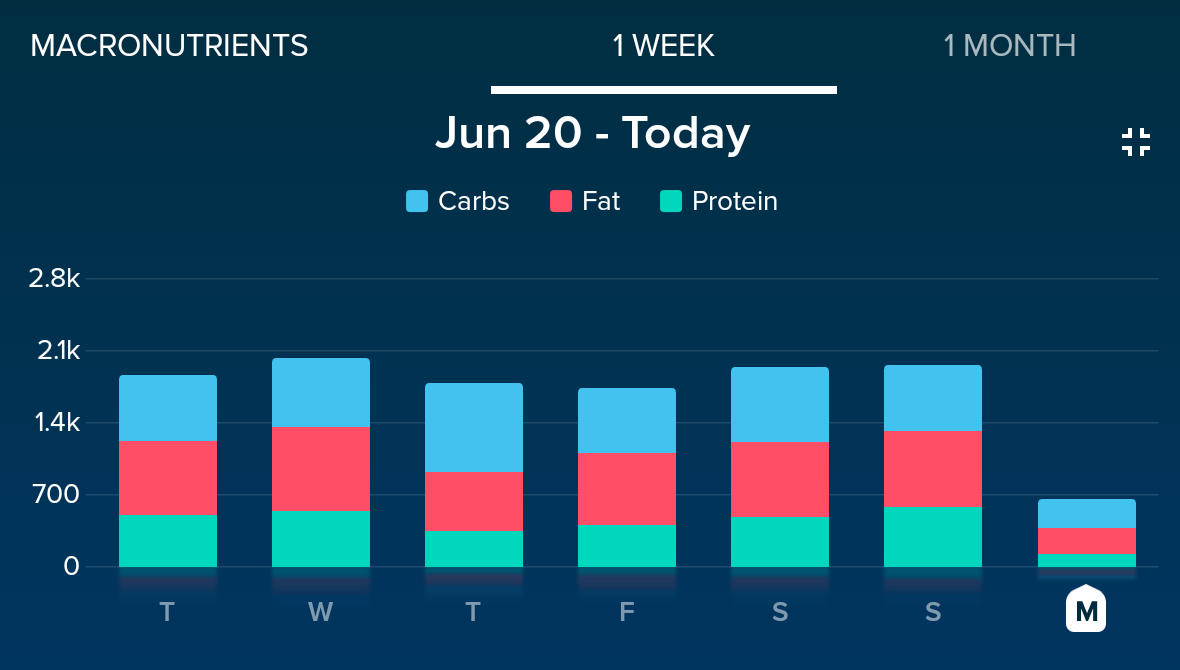 MACRONUTRIENTS 1 WEEK 1 MONTH
Jun 20 - Today
Carbs Fat Protein
2.8k
2.1k
1.4k
700
0
T W T F S S M